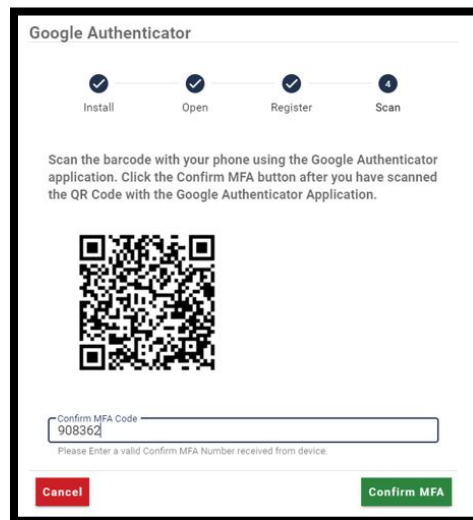 Google Authenticator
4
Install Open Register Scan
Scan the barcode with your phone using the Google Authenticator
application. Click the Confirm MFA button after you have scanned
the QR Code with the Google Authenticator Application.
Confirm MFA Code
908362
Please Enter a valid Confirm MFA Number received from device.
Cancel Confirm MFA